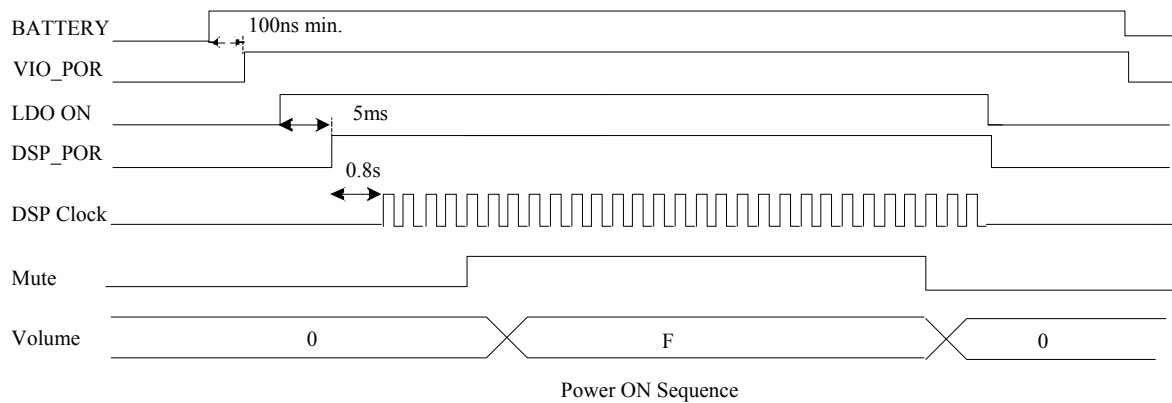 BATTERY
100ns min.
VIO_POR
LDO ON
5ms
DSP_POR
0.8s
DSP Clock
Mute
Volume
0
F
0
Power ON Sequence